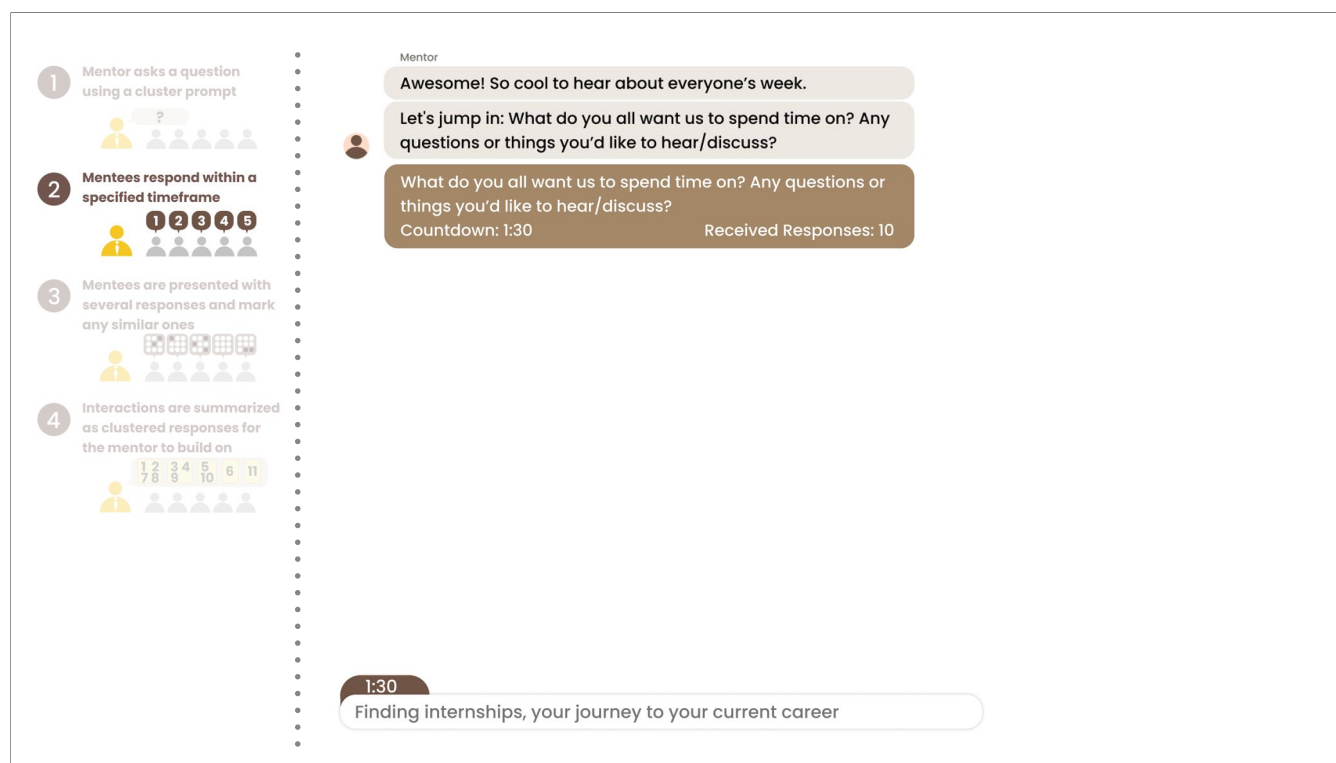 1
Mentor asks a question
using a cluster prompt
?
2
Mentees respond within a
specified timeframe
1 2 3 4 5
3
Mentees are presented with
several responses and mark
any similar ones
4
Interactions are summarized
as clustered responses for
the mentor to build on
1 2 3 4 5 6 11
7 8 9 10
Mentor
Awesome! So cool to hear about everyone’s week.
Let's jump in: What do you all want us to spend time on? Any
questions or things you’d like to hear/discuss?
What do you all want us to spend time on? Any questions or
things you’d like to hear/discuss?
Countdown: 1:30 Received Responses: 10
1:30
Finding internships, your journey to your current career